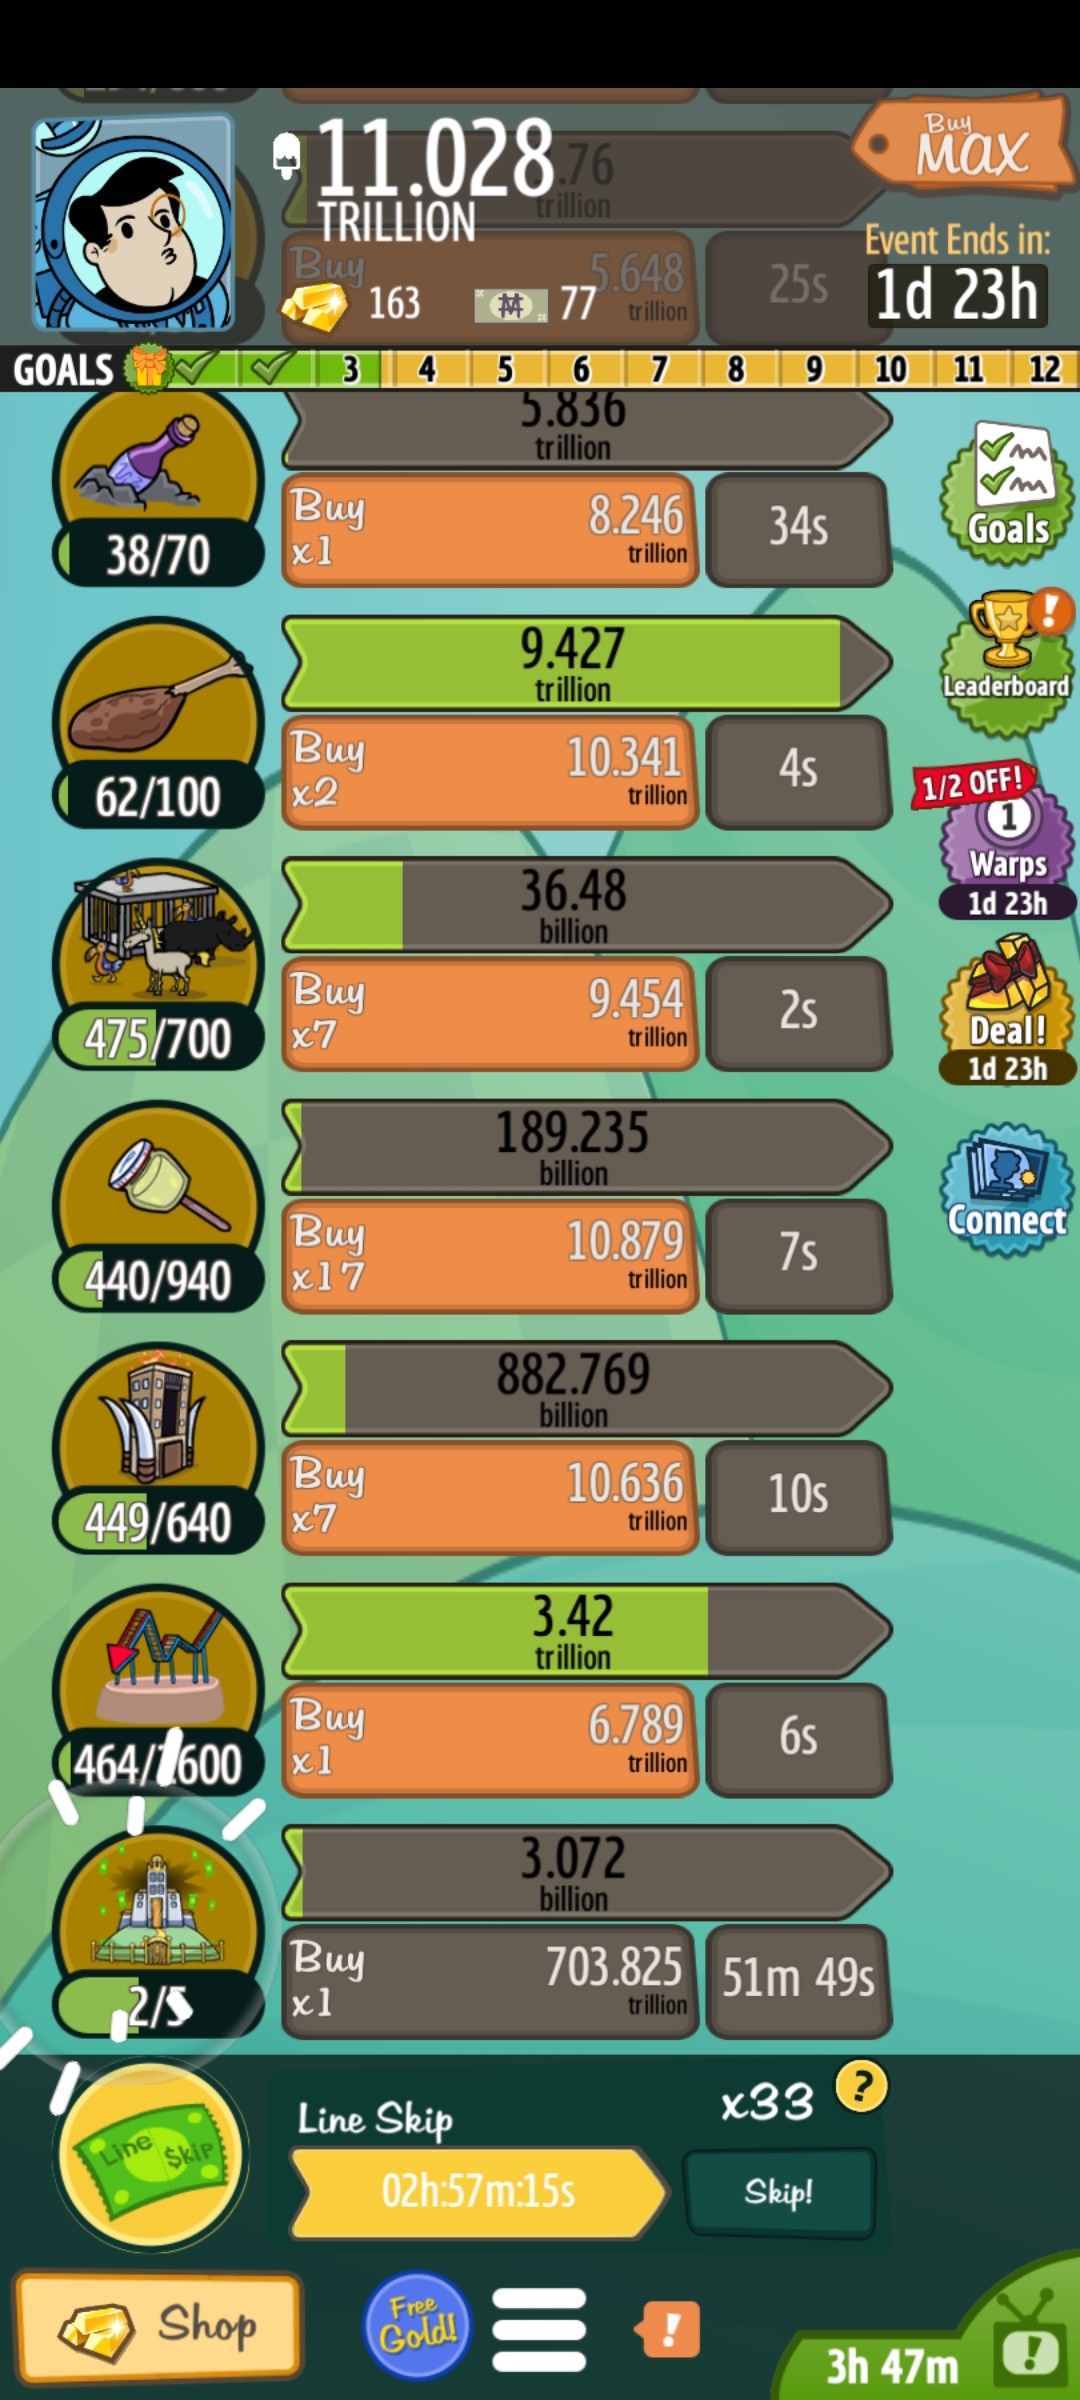 11.028
TRILLION
.76
trillion
Buy
MAX
Buy
5.648
trillion
25s
163
77
Event Ends in:
1d 23h
GOALS
3 4 5 6 7 8 9 10 11 12
5.836
trillion
Buy
x1
8.246
trillion
34s
38/70
Goals
9.427
trillion
Buy
x2
10.341
trillion
4s
62/100
Leaderboard
1/2 OFF!
1
Warps
1d 23h
36.48
billion
Buy
x7
9.454
trillion
2s
475/700
Deal!
1d 23h
189.235
billion
Buy
x17
10.879
trillion
7s
440/940
Connect
882.769
billion
Buy
x7
10.636
trillion
10s
449/640
3.42
trillion
Buy
x1
6.789
trillion
6s
3.072
billion
Buy
x1
703.825
trillion
51m 49s
2/5
Line Skip
Line Skip
x33
?
02h:57m:15s
Skip!
Shop
Free
Gold!
!
3h 47m